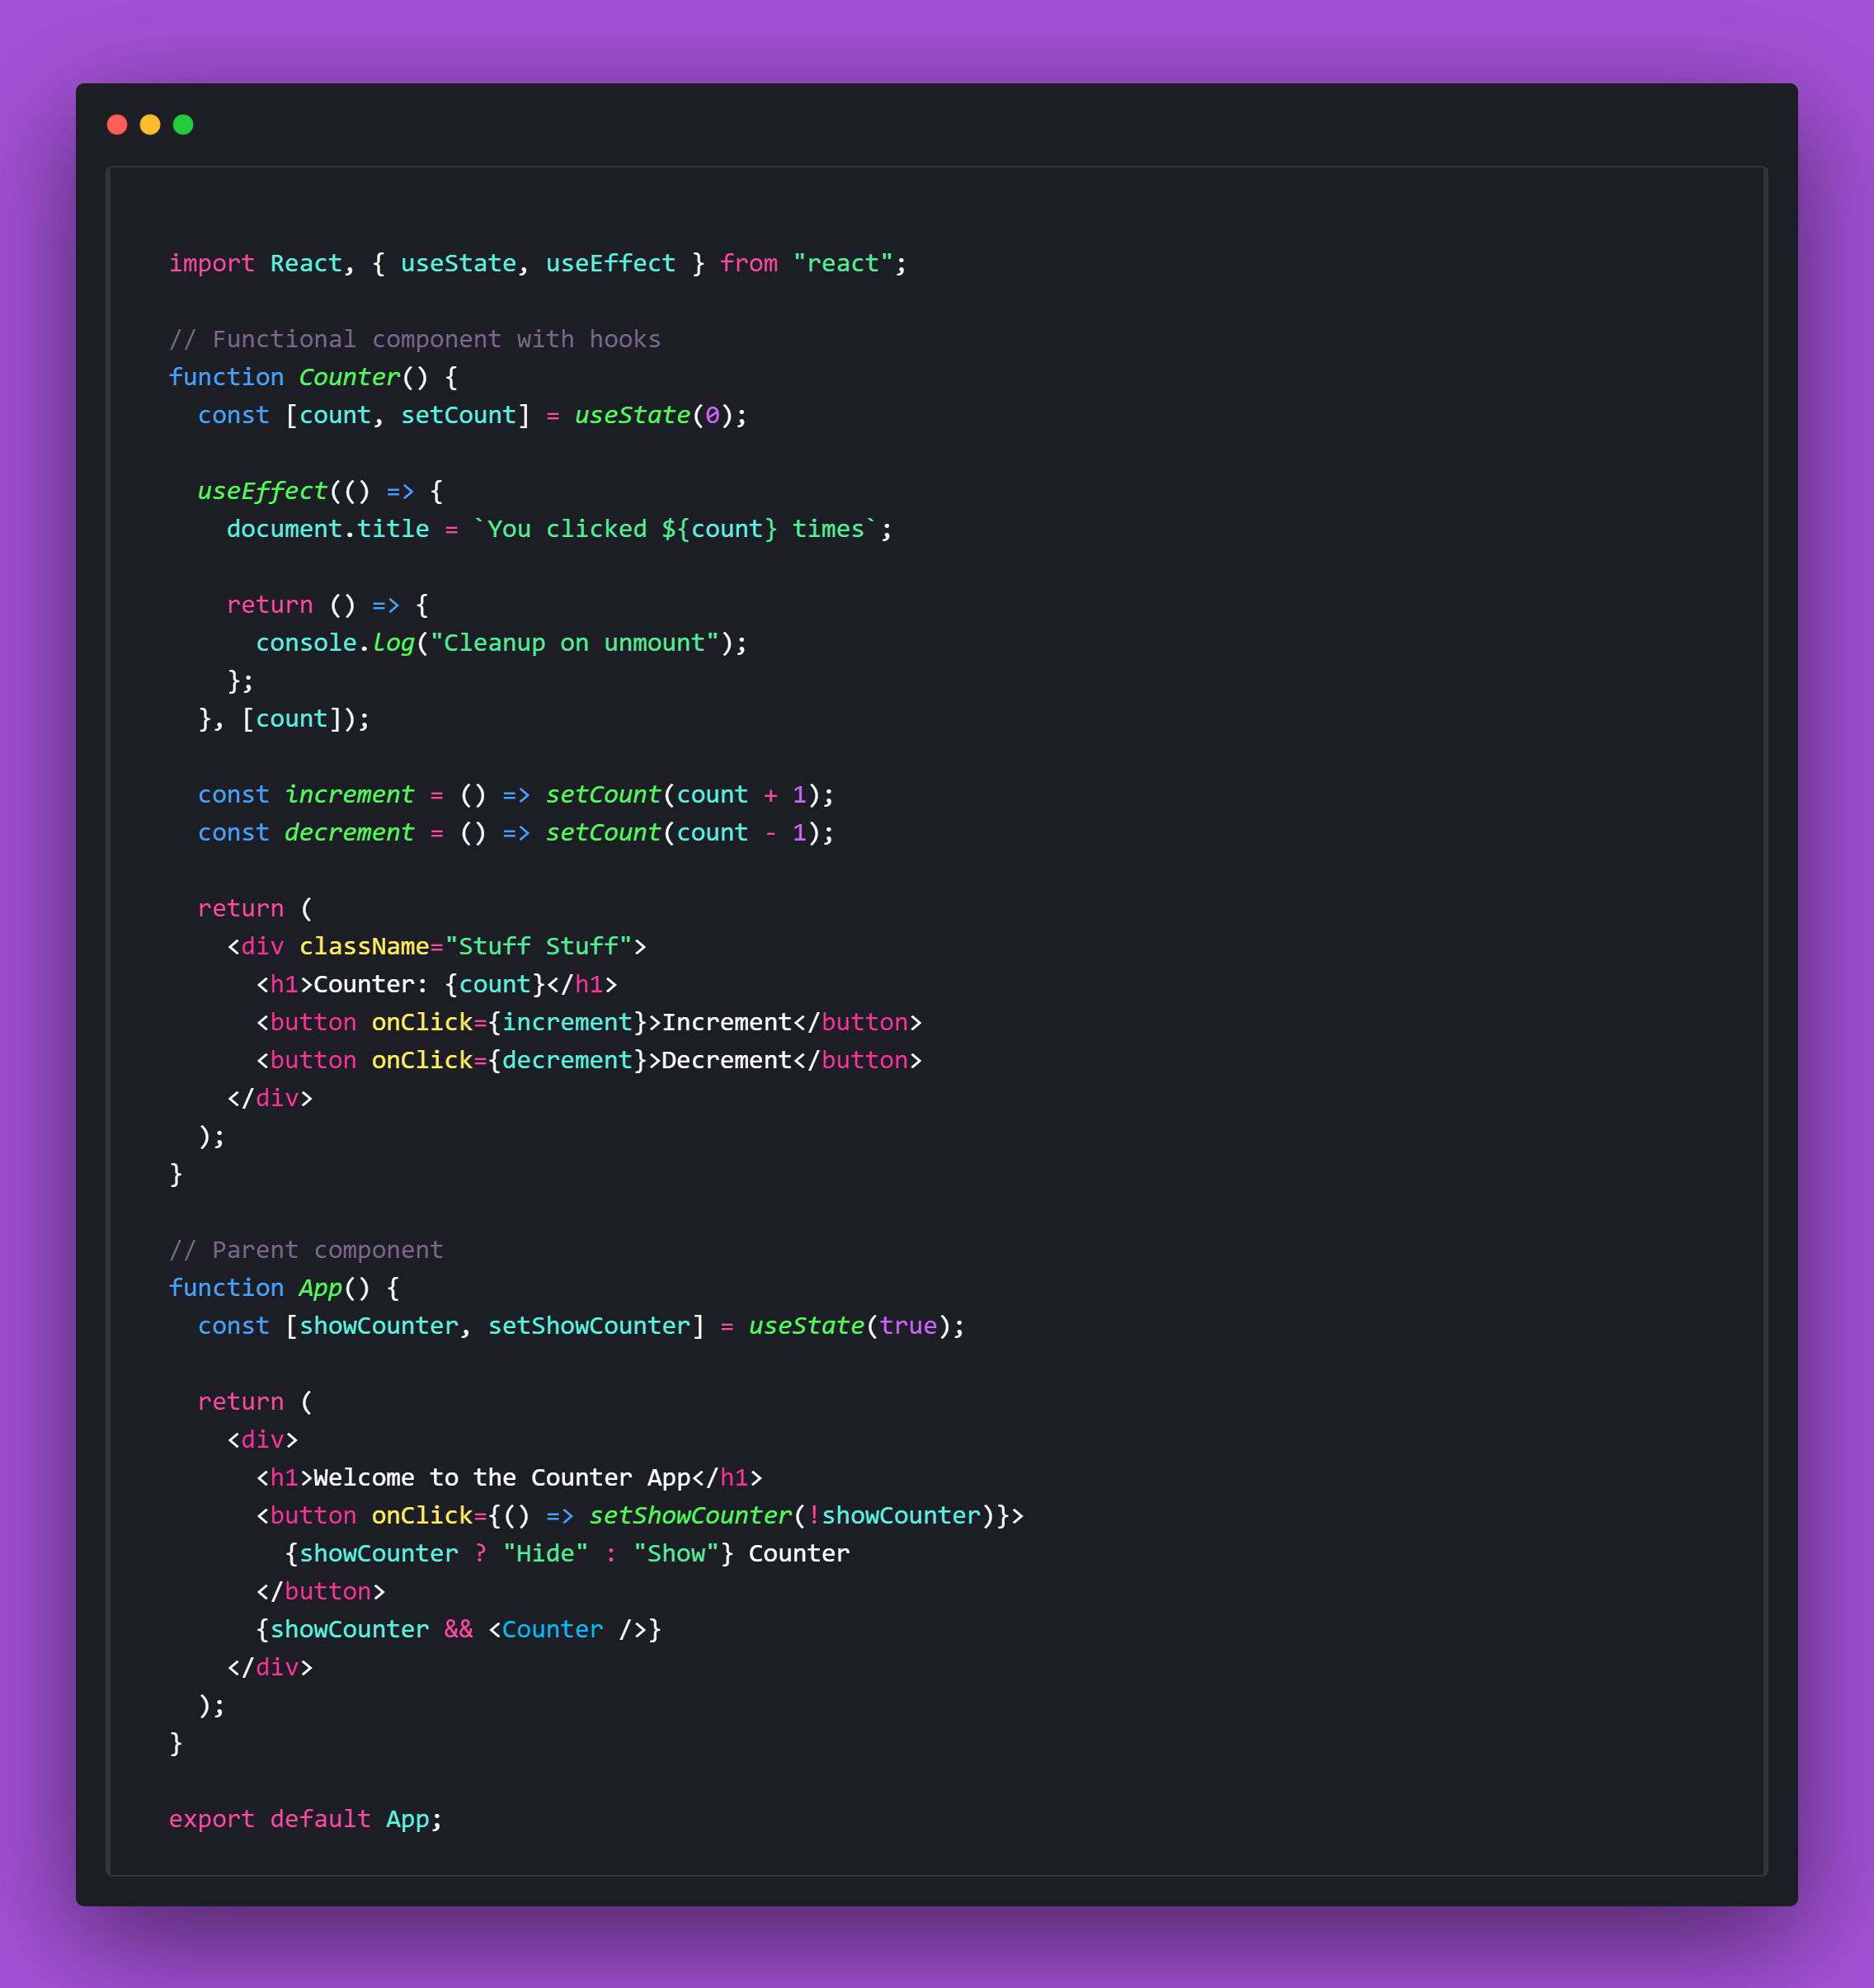 import React, { useState, useEffect } from "react";

// Functional component with hooks
function Counter() {
  const [count, setCount] = useState(0);

  useEffect(() => {
    document.title = `You clicked ${count} times`;

    return () => {
      console.log("Cleanup on unmount");
    };
  }, [count]);

  const increment = () => setCount(count + 1);
  const decrement = () => setCount(count - 1);

  return (
    <div className="Stuff Stuff">
      <h1>Counter: {count}</h1>
      <button onClick={increment}>Increment</button>
      <button onClick={decrement}>Decrement</button>
    </div>
  );
}

// Parent component
function App() {
  const [showCounter, setShowCounter] = useState(true);

  return (
    <div>
      <h1>Welcome to the Counter App</h1>
      <button onClick={() => setShowCounter(!showCounter)}>
        {showCounter ? "Hide" : "Show"} Counter
      </button>
      {showCounter && <Counter />}
    </div>
  );
}

export default App;